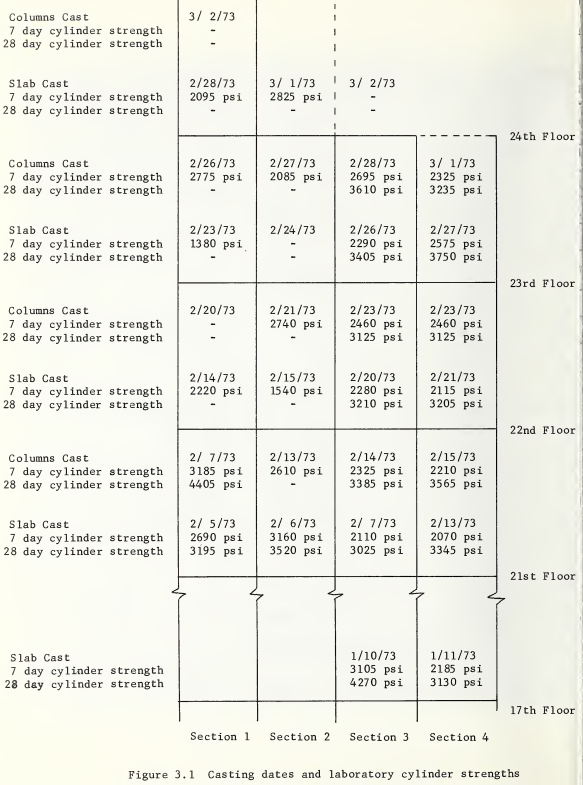 Columns Cast 3/ 2/73
7 day cylinder strength -
28 day cylinder strength -
Slab Cast 2/28/73 3/ 1/73 3/ 2/73
7 day cylinder strength 2095 psi 2825 psi -
28 day cylinder strength - - -
24th Floor
Columns Cast 2/26/73 2/27/73 2/28/73 3/ 1/73
7 day cylinder strength 2775 psi 2085 psi 2695 psi 2325 psi
28 day cylinder strength - - 3610 psi 3235 psi
Slab Cast 2/23/73 2/24/73 2/26/73 2/27/73
7 day cylinder strength 1380 psi - 2290 psi 2575 psi
28 day cylinder strength - - 3405 psi 3750 psi
23rd Floor
Columns Cast 2/20/73 2/21/73 2/23/73 2/23/73
7 day cylinder strength - 2740 psi 2460 psi 2460 psi
28 day cylinder strength - - 3125 psi 3125 psi
Slab Cast 2/14/73 2/15/73 2/20/73 2/21/73
7 day cylinder strength 2220 psi 1540 psi 2280 psi 2115 psi
28 day cylinder strength - - 3210 psi 3205 psi
22nd Floor
Columns Cast 2/ 7/73 2/13/73 2/14/73 2/15/73
7 day cylinder strength 3185 psi 2610 psi 2325 psi 2210 psi
28 day cylinder strength 4405 psi - 3385 psi 3565 psi
Slab Cast 2/ 5/73 2/ 6/73 2/ 7/73 2/13/73
7 day cylinder strength 2690 psi 3160 psi 2110 psi 2070 psi
28 day cylinder strength 3195 psi 3520 psi 3025 psi 3345 psi
21st Floor
Slab Cast 1/10/73 1/11/73
7 day cylinder strength 3105 psi 2185 psi
28 day cylinder strength 4270 psi 3130 psi
17th Floor
Section 1 Section 2 Section 3 Section 4
Figure 3.1 Casting dates and laboratory cylinder strengths